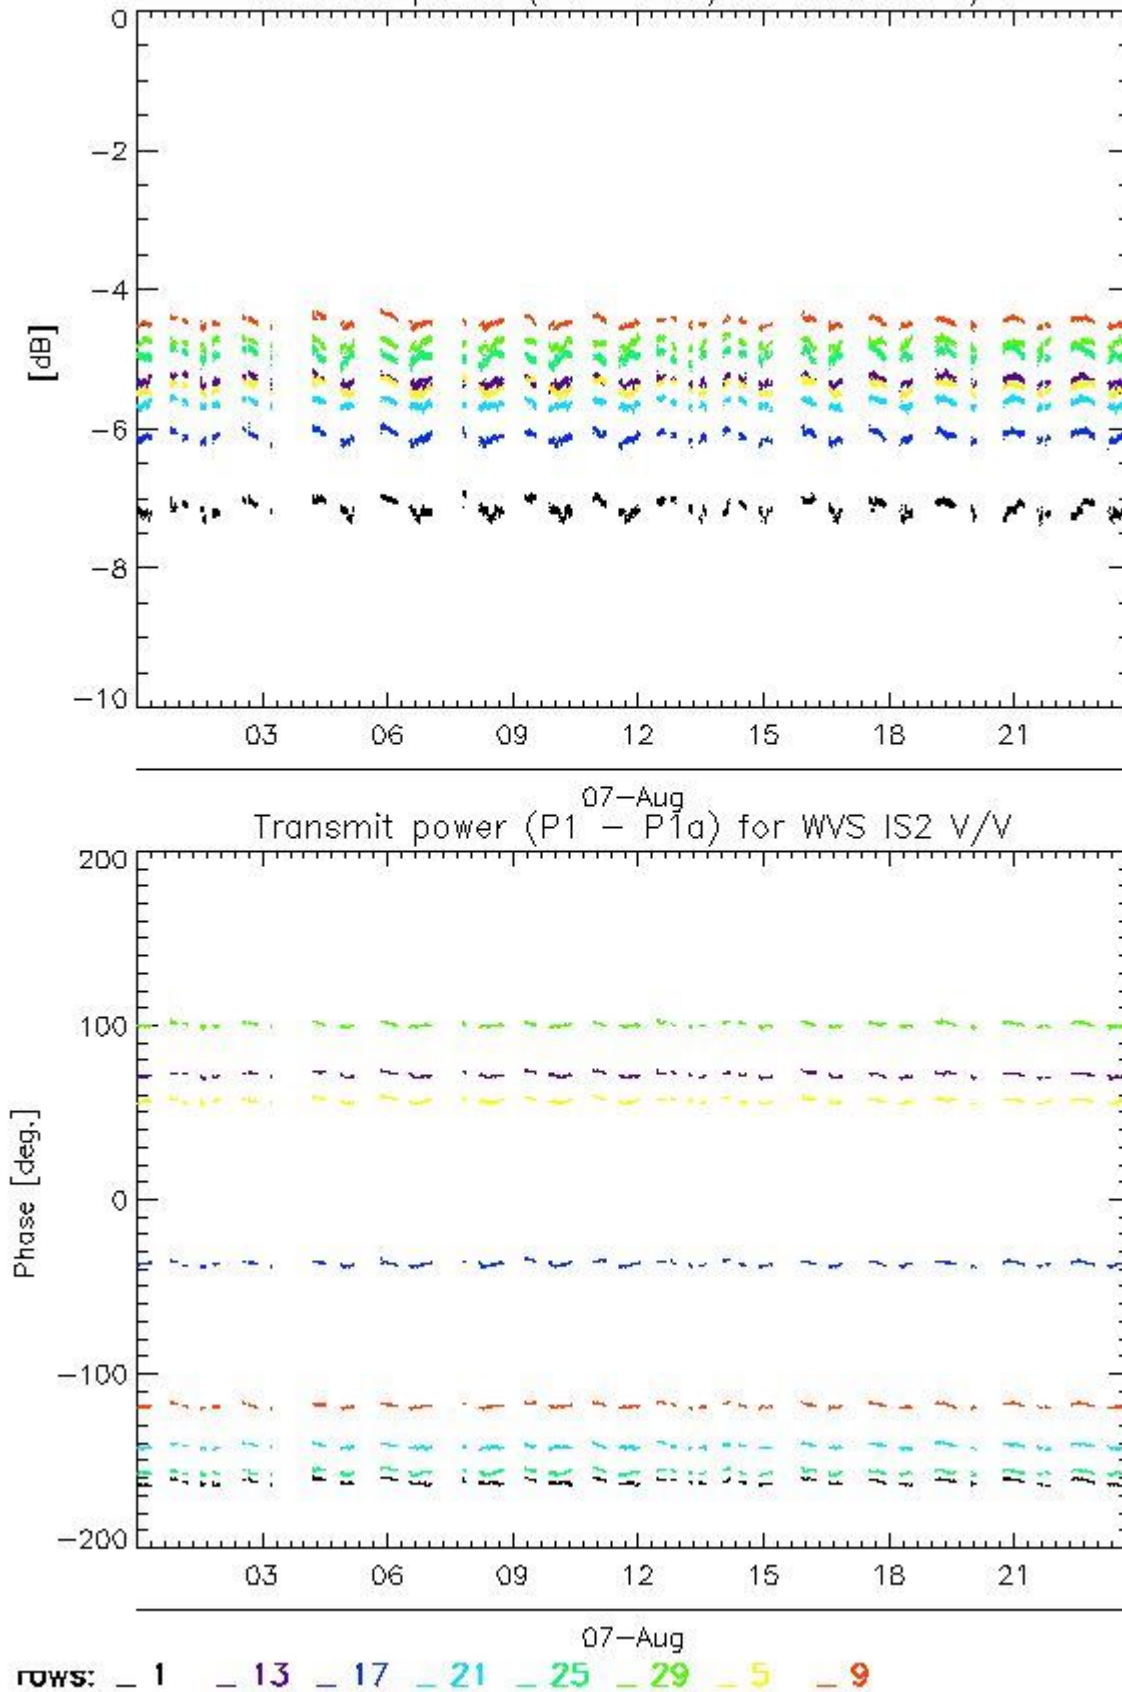 0
-2
-4
[dB]
-6
-8
-10
03 06 09 12 15 18 21
07-Aug
Transmit power (P1 - P1a) for WVS IS2 V/V
200
100
0
Phase [deg.]
-100
-200
03 06 09 12 15 18 21
07-Aug
rows: _ 1 _ 13 _ 17 _ 21 _ 25 _ 29 _ 5 _ 9